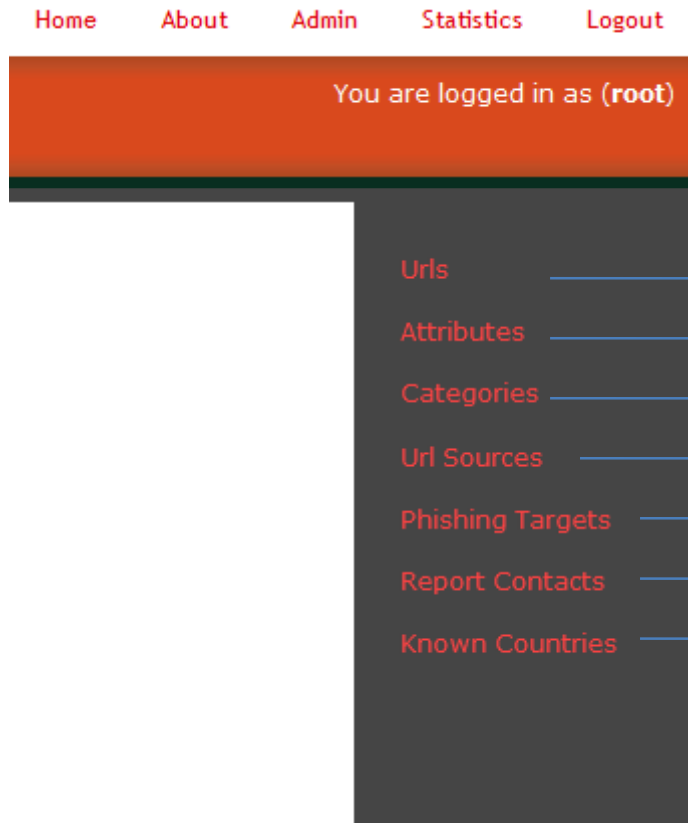 Home About Admin Statistics Logout
You are logged in as (root)
Urls
Attributes
Categories
Url Sources
Phishing Targets
Report Contacts
Known Countries